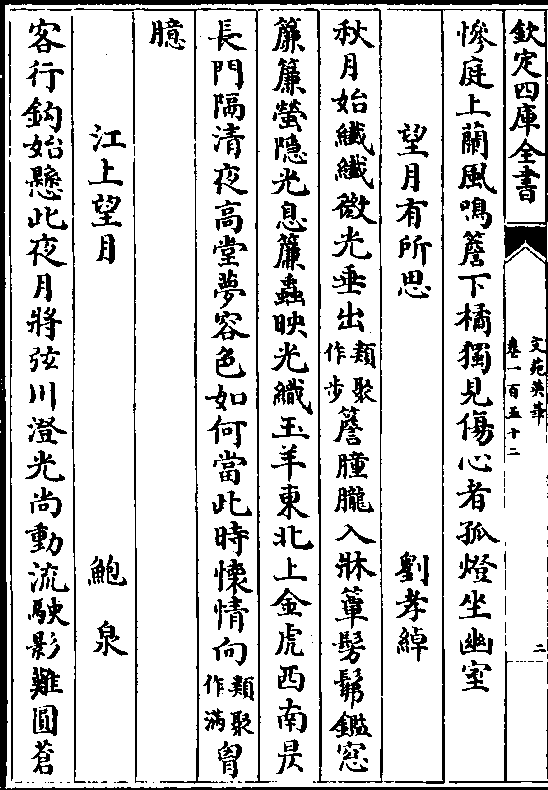 欽定四庫全書
文苑英華
卷一百五十二
二
慘庭上蘭風鳴簷下橘獨見傷心者孤燈坐幽室
望月有所思 劉孝綽
秋月始纖纖微光垂出類聚作步簷朣朧入牀簟髣髴鑑窓
簾簾螢隠光息簾蟲映光織玉羊東北上金虎西南昃
長門隔清夜高堂夢容色如何當此時懷情向類聚作滿胷
臆
江上望月 鮑泉
客行鈎始懸此夜月將弦川澄光尚動流駛影難圓蒼